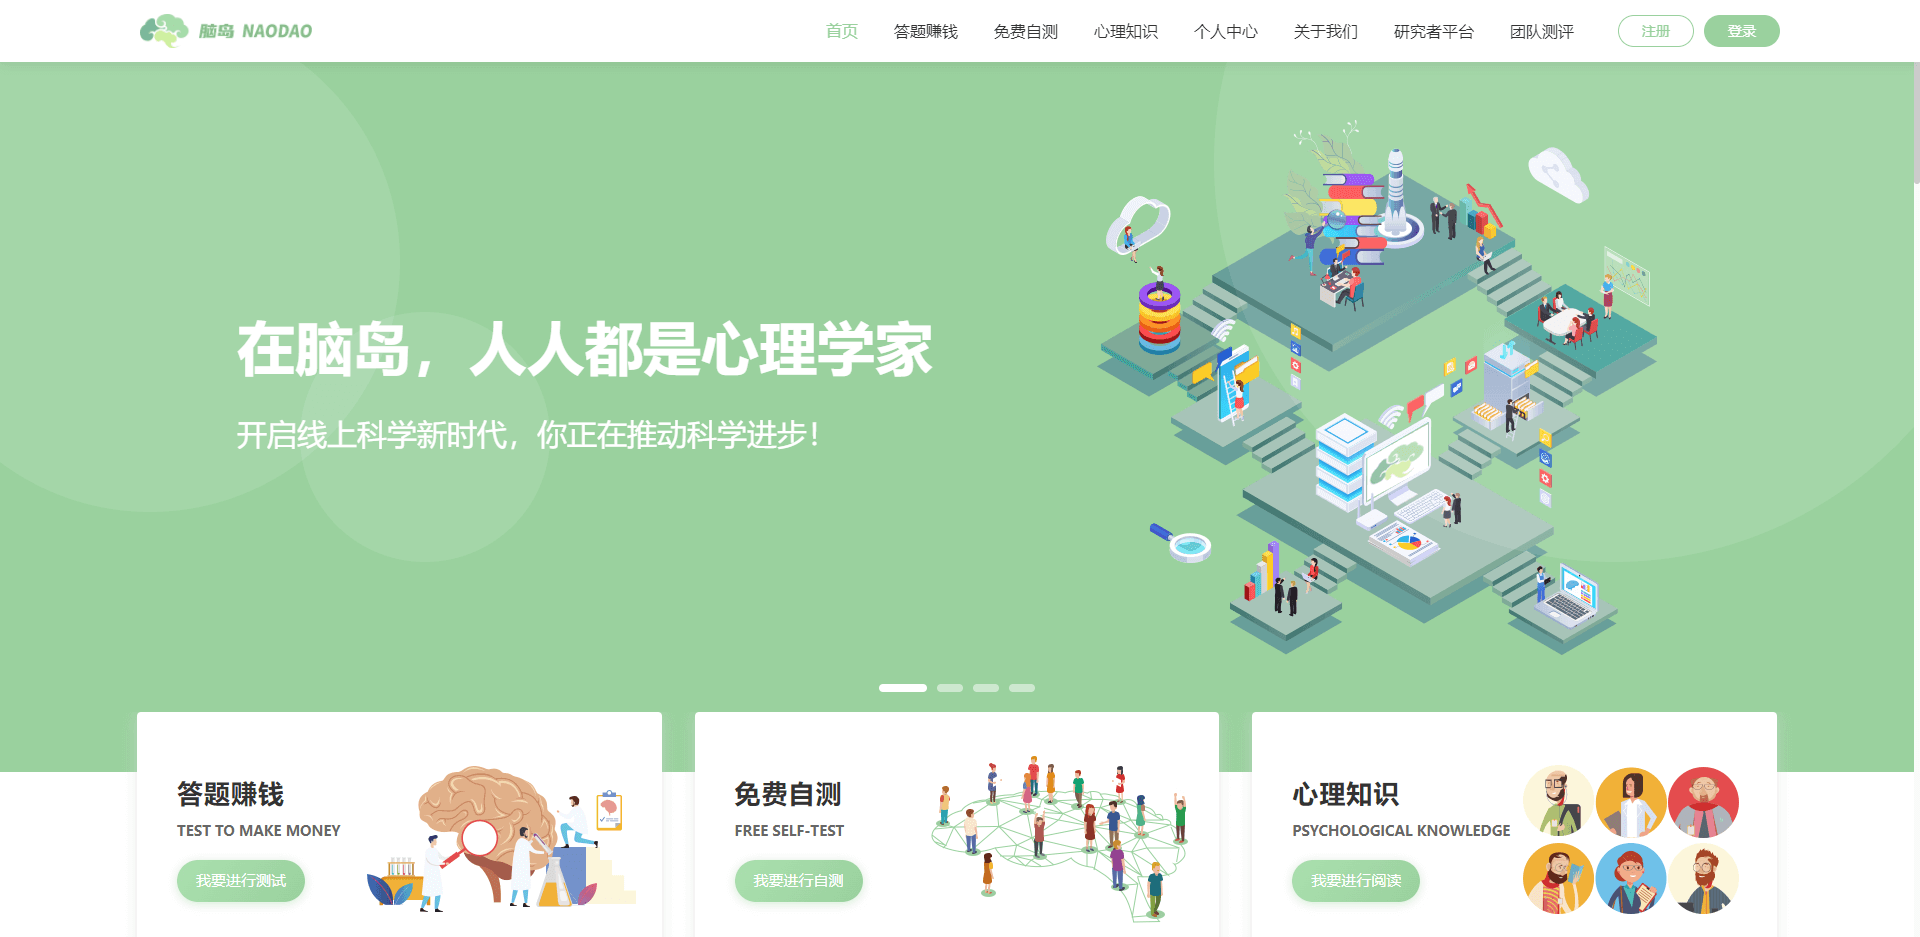 脑岛 NAODAO
首页 答题赚钱 免费自测 心理知识 个人中心 关于我们 研究者平台 团队测评 注册 登录
在脑岛，人人都是心理学家
开启线上科学新时代，你正在推动科学进步！
答题赚钱
TEST TO MAKE MONEY
我要进行测试
免费自测
FREE SELF-TEST
我要进行自测
心理知识
PSYCHOLOGICAL KNOWLEDGE
我要进行阅读